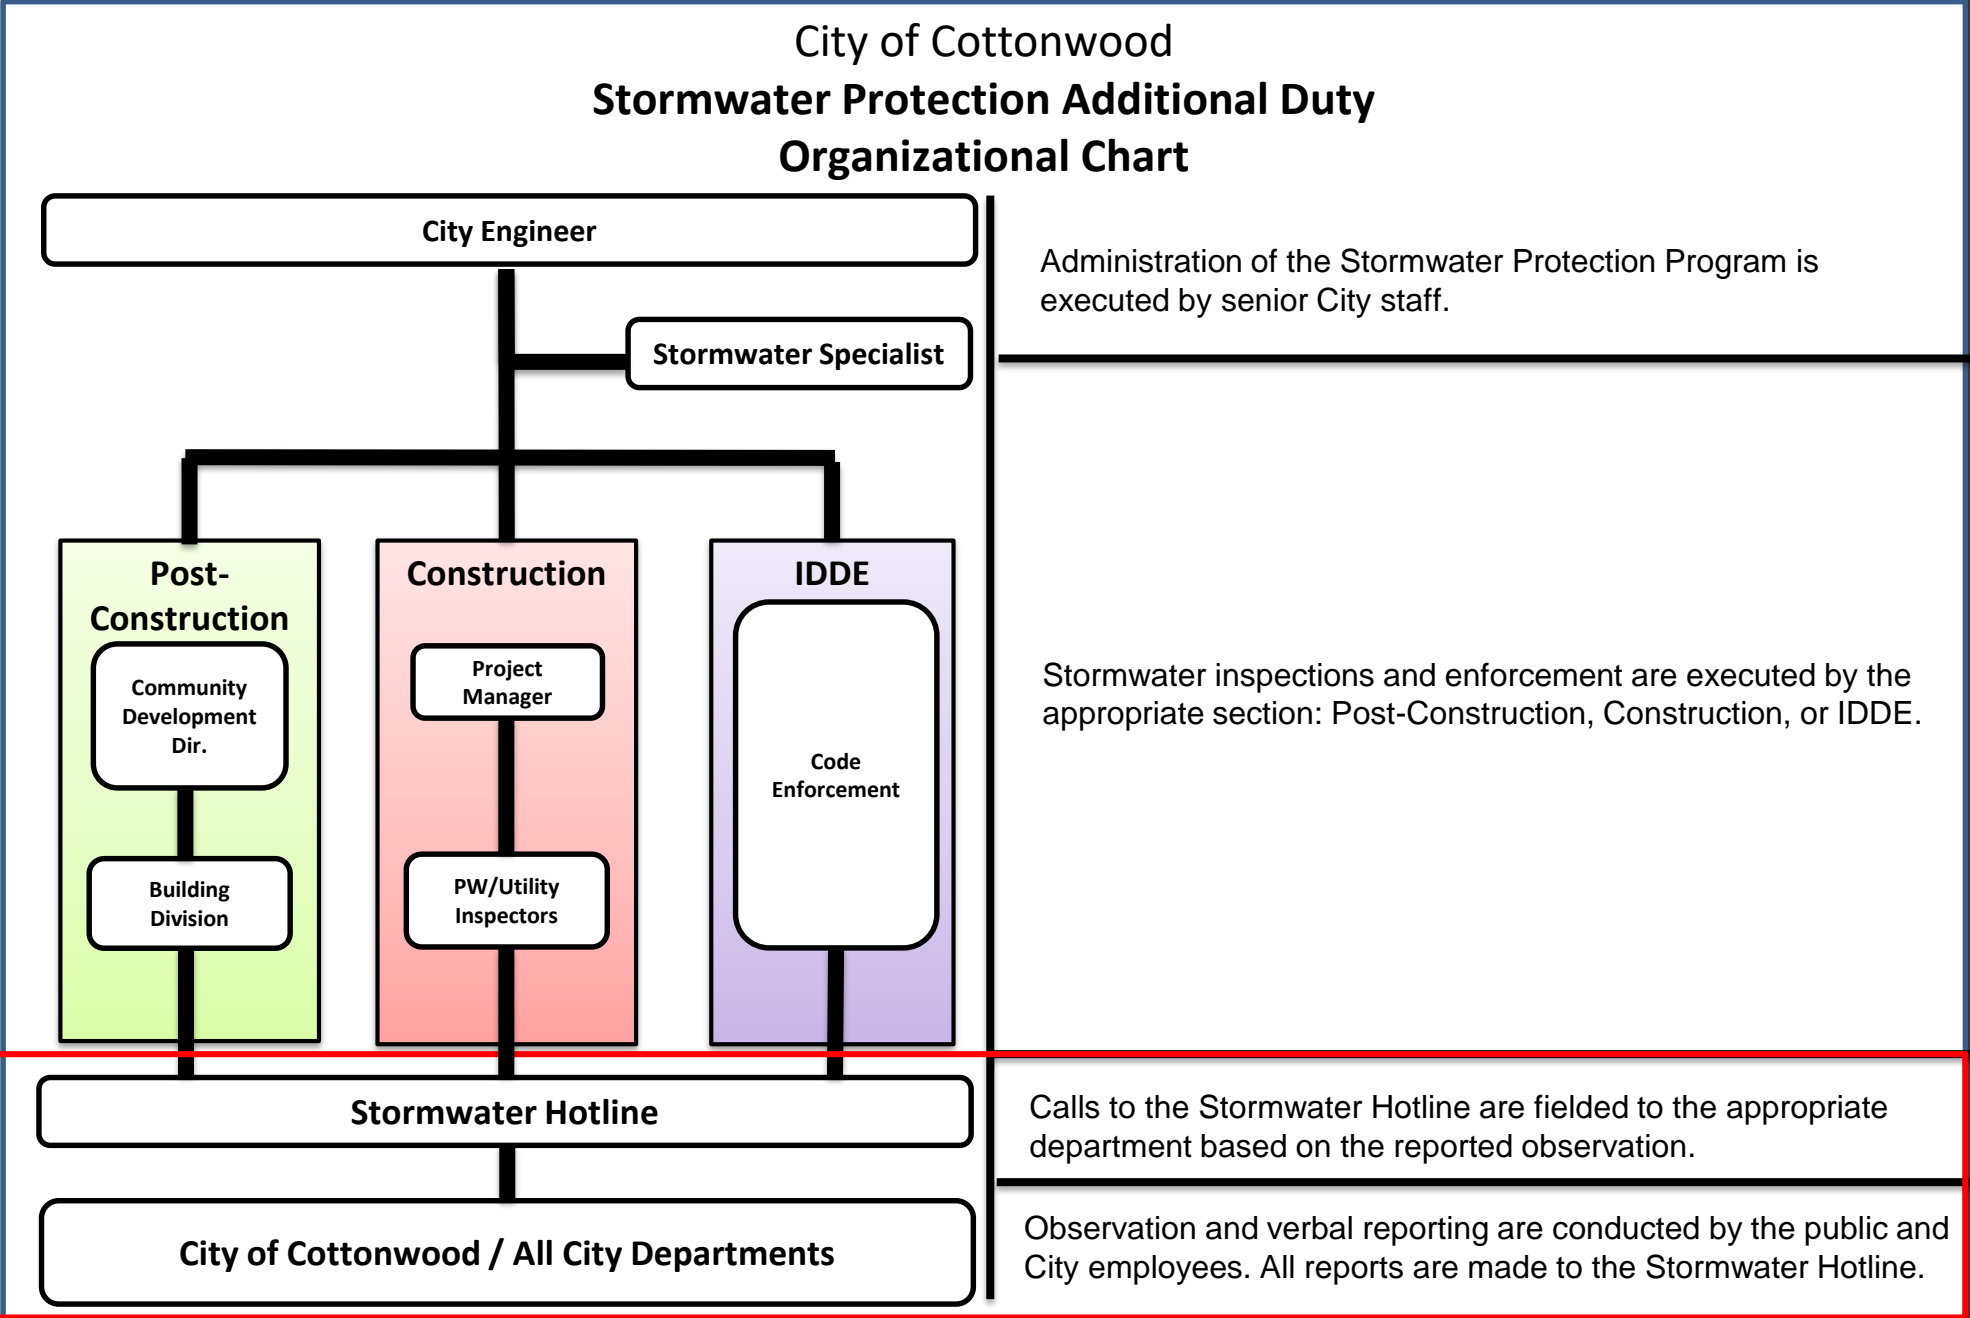 City of Cottonwood
Stormwater Protection Additional Duty
Organizational Chart
City Engineer
Administration of the Stormwater Protection Program is
executed by senior City staff.
Stormwater Specialist
Post-
Construction
Community
Development
Dir.
Building
Division
Construction
Project
Manager
PW/Utility
Inspectors
IDDE
Code
Enforcement
Stormwater inspections and enforcement are executed by the
appropriate section: Post-Construction, Construction, or IDDE.
Stormwater Hotline
Calls to the Stormwater Hotline are fielded to the appropriate
department based on the reported observation.
City of Cottonwood / All City Departments
Observation and verbal reporting are conducted by the public and
City employees. All reports are made to the Stormwater Hotline.